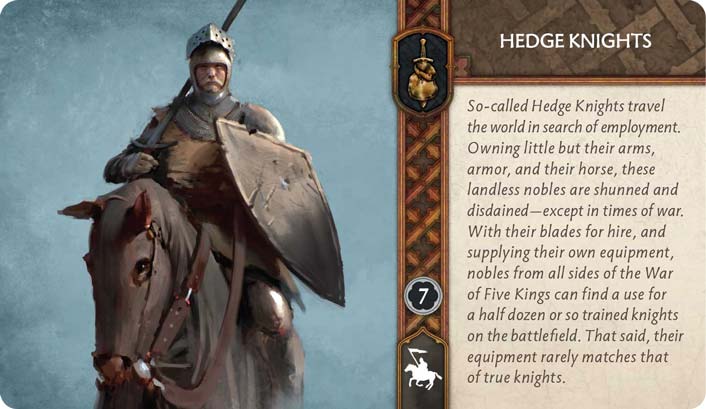 HEDGE KNIGHTS
So-called Hedge Knights travel
the world in search of employment.
Owning little but their arms,
armor, and their horse, these
landless nobles are shunned and
disdained—except in times of war.
With their blades for hire, and
supplying their own equipment,
nobles from all sides of the War
of Five Kings can find a use for
a half dozen or so trained knights
on the battlefield. That said, their
equipment rarely matches that
of true knights.
7